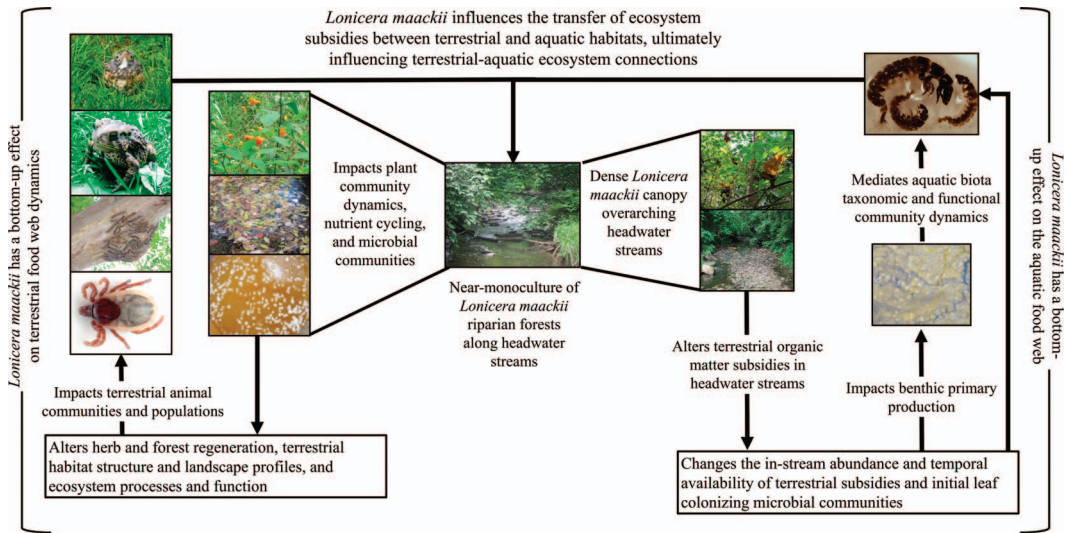 Lonicera maackii influences the transfer of ecosystem
subsidies between terrestrial and aquatic habitats, ultimately
influencing terrestrial-aquatic ecosystem connections
Lonicera maackii has a bottom-up effect
on terrestrial food web dynamics
Impacts terrestrial animal
communities and populations
Alters herb and forest regeneration, terrestrial
habitat structure and landscape profiles, and
ecosystem processes and function
Impacts plant
community
dynamics,
nutrient cycling,
and microbial
communities
Near-monoculture of
Lonicera maackii
riparian forests
along headwater
streams
Dense Lonicera
maackii canopy
overarching
headwater
streams
Alters terrestrial organic
matter subsidies in
headwater streams
Changes the in-stream abundance and temporal
availability of terrestrial subsidies and initial leaf
colonizing microbial communities
Mediates aquatic biota
taxonomic and functional
community dynamics
Impacts benthic primary
production
Lonicera maackii has a bottom-
up effect on the aquatic food web